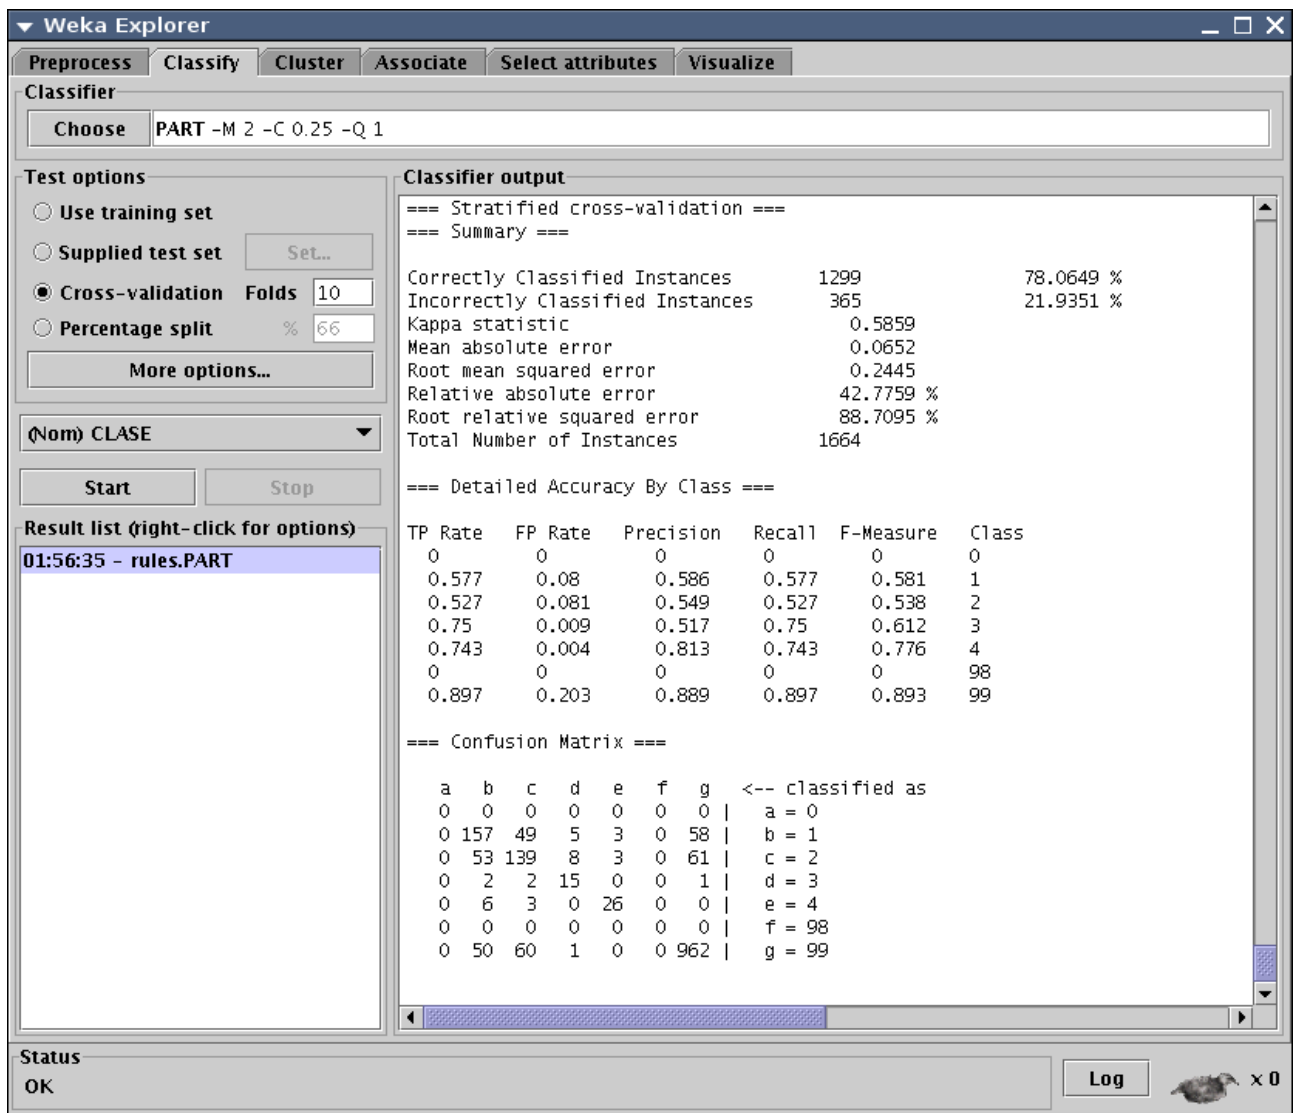 Weka Explorer
Preprocess Classify Cluster Associate Select attributes Visualize
Classifier
Choose PART -M 2 -C 0.25 -Q 1
Test options
Use training set
Supplied test set Set...
Cross-validation Folds 10
Percentage split % 66
More options...
(Nom) CLASE
Start Stop
Result list (right-click for options)
01:56:35 - rules.PART
Classifier output
=== Stratified cross-validation ===
=== Summary ===
Correctly Classified Instances 1299 78.0649 %
Incorrectly Classified Instances 365 21.9351 %
Kappa statistic 0.5859
Mean absolute error 0.0652
Root mean squared error 0.2445
Relative absolute error 42.7759 %
Root relative squared error 88.7095 %
Total Number of Instances 1664
=== Detailed Accuracy By Class ===
TP Rate FP Rate Precision Recall F-Measure Class
0 0 0 0 0 0
0.577 0.08 0.586 0.577 0.581 1
0.527 0.081 0.549 0.527 0.538 2
0.75 0.009 0.517 0.75 0.612 3
0.743 0.004 0.813 0.743 0.776 4
0 0 0 0 0 98
0.897 0.203 0.889 0.897 0.893 99
=== Confusion Matrix ===
a b c d e f g <-- classified as
0 0 0 0 0 0 0 | a = 0
0 157 49 5 3 0 58 | b = 1
0 53 139 8 3 0 61 | c = 2
0 2 2 15 0 0 1 | d = 3
0 6 3 0 26 0 0 | e = 4
0 0 0 0 0 0 0 | f = 98
0 50 60 1 0 0 962 | g = 99
Status
OK
Log x 0